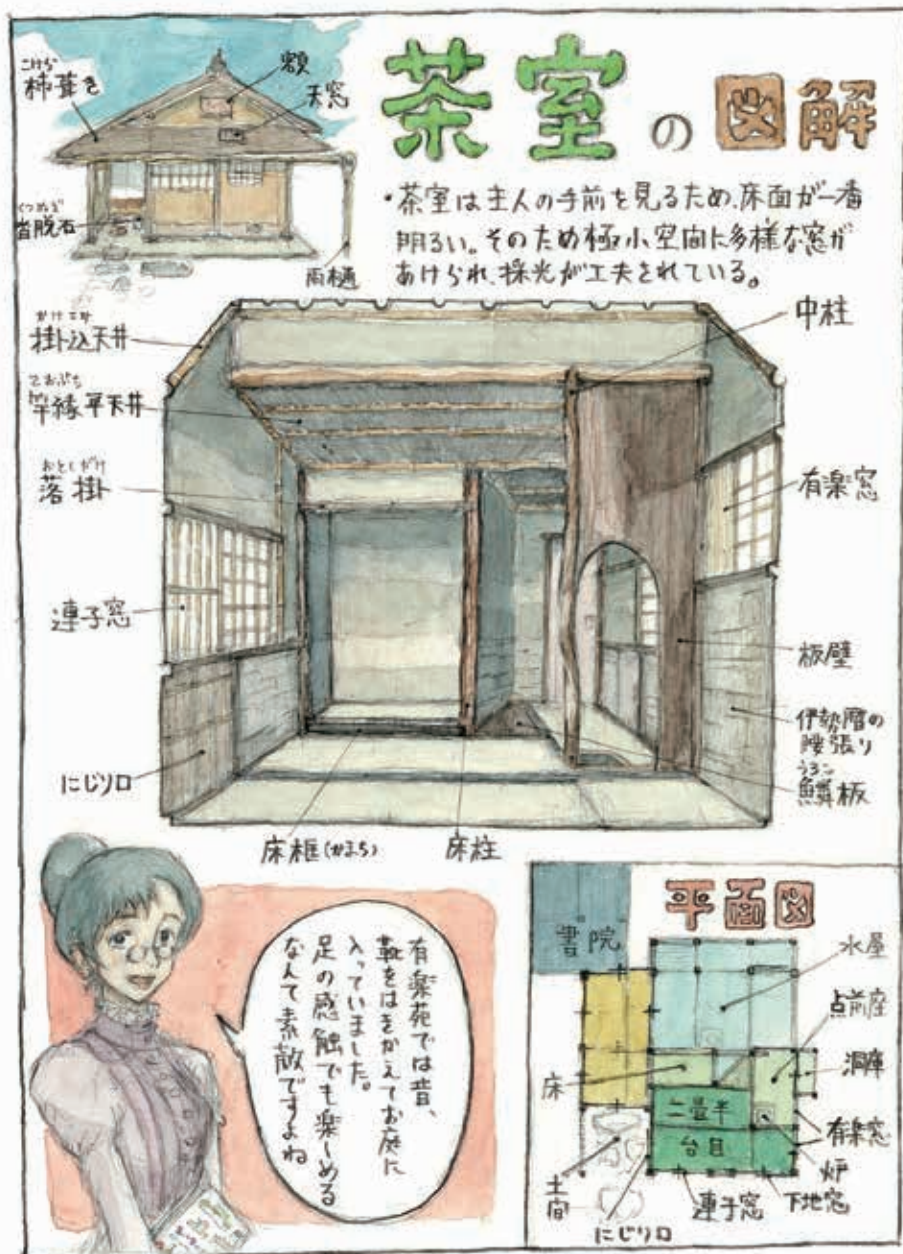 茶室の図解
・茶室は主人の手前を見るため、床面が一番
明るい。そのため極小空間に多様な窓が
あけられ、採光が工夫されている。
こけら
柿葺き
額
天窓
くつぬぎ
沓脱石
雨樋
かけこみ
掛込天井
さおぶち
竿縁平天井
おとしがけ
落掛
連子窓
にじり口
床框(かまち)
床柱
中柱
有楽窓
板壁
伊勢暦の
腰張り
うろこ
鱗板
有楽苑では昔、
靴をはきかえてお庭に
入っていました。
足の感触でも楽しめる
なんて素敵ですよね
平面図
書院
水屋
点前座
洞庫
床
二畳半
台目
有楽窓
炉
下地窓
連子窓
にじり口
土間